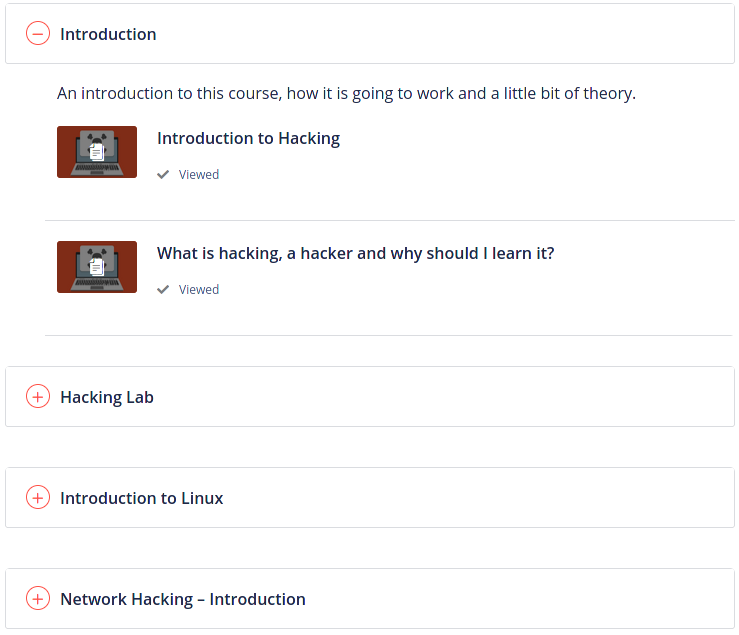 Introduction
An introduction to this course, how it is going to work and a little bit of theory.
Introduction to Hacking
Viewed
What is hacking, a hacker and why should I learn it?
Viewed
Hacking Lab
Introduction to Linux
Network Hacking – Introduction